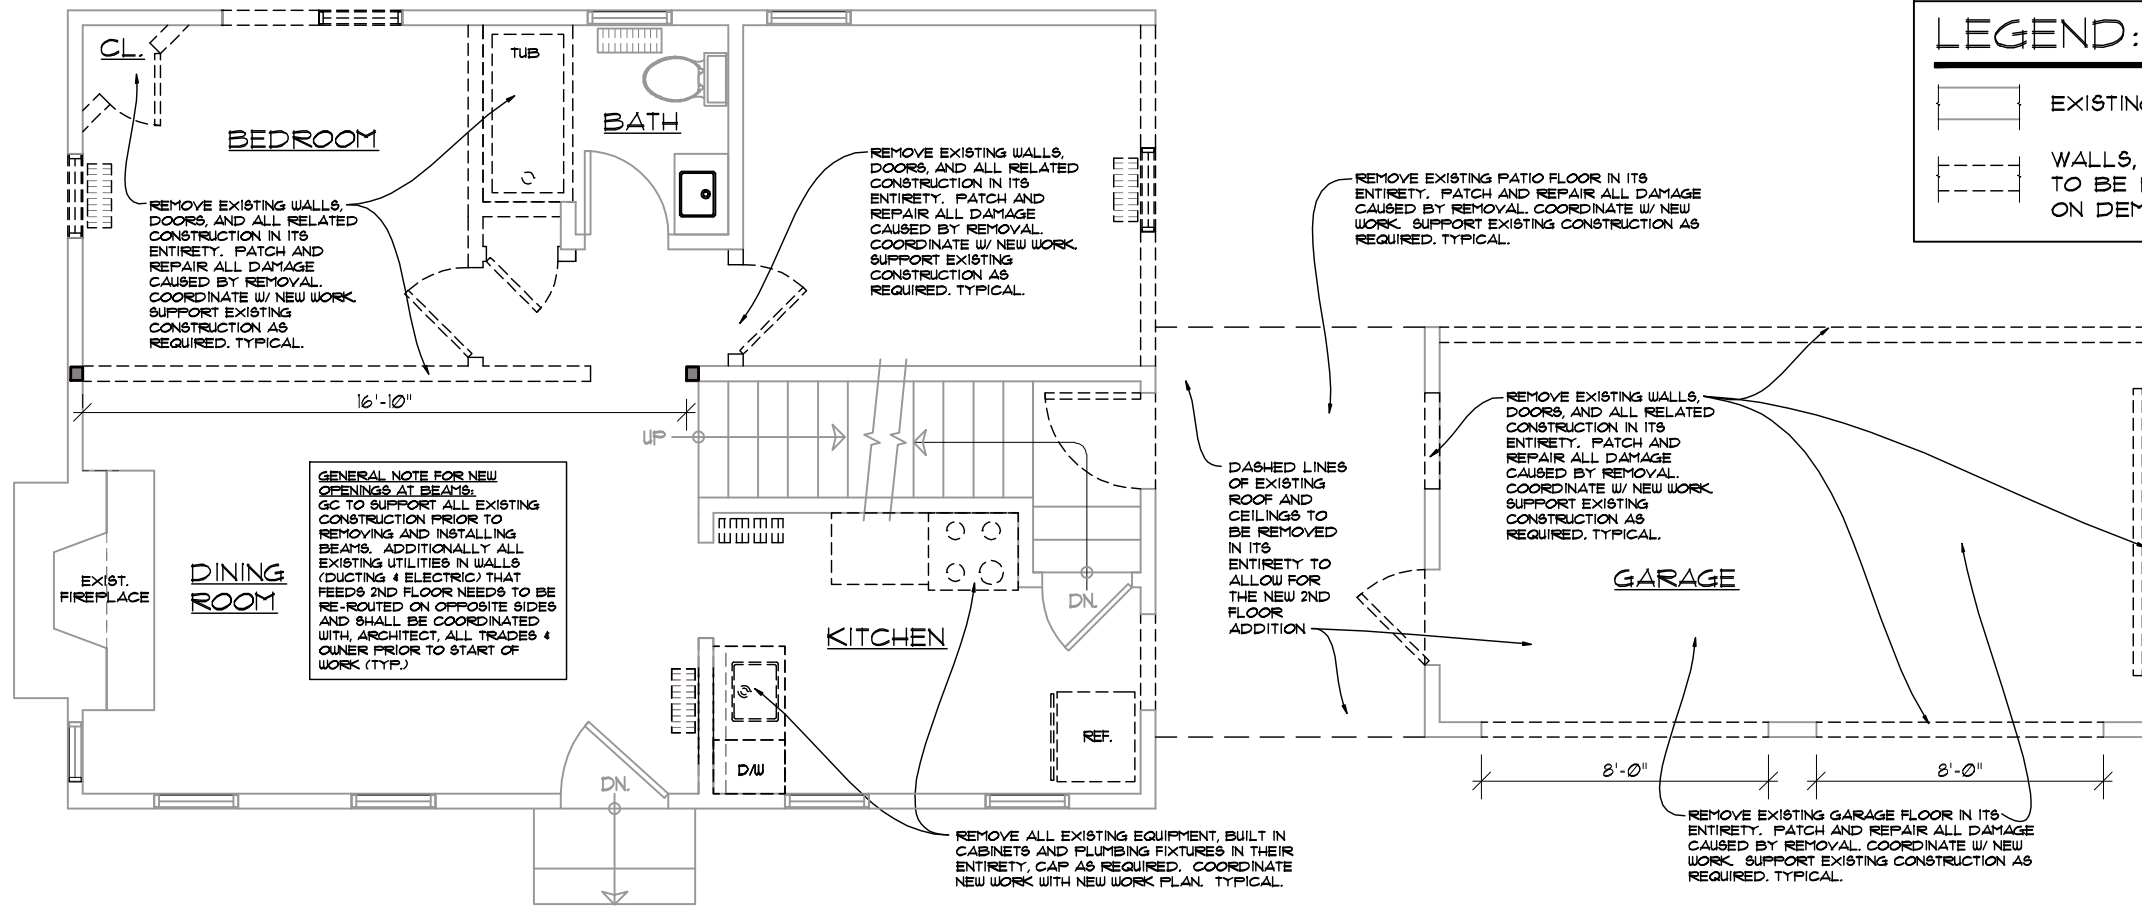 CL.
BEDROOM
REMOVE EXISTING WALLS,
DOORS, AND ALL RELATED
CONSTRUCTION IN ITS
ENTIRETY. PATCH AND
REPAIR ALL DAMAGE
CAUSED BY REMOVAL.
COORDINATE W/ NEW WORK.
SUPPORT EXISTING
CONSTRUCTION AS
REQUIRED. TYPICAL.
TUB
BATH
REMOVE EXISTING WALLS,
DOORS, AND ALL RELATED
CONSTRUCTION IN ITS
ENTIRETY. PATCH AND
REPAIR ALL DAMAGE
CAUSED BY REMOVAL.
COORDINATE W/ NEW WORK.
SUPPORT EXISTING
CONSTRUCTION AS
REQUIRED. TYPICAL.
REMOVE EXISTING PATIO FLOOR IN ITS
ENTIRETY. PATCH AND REPAIR ALL DAMAGE
CAUSED BY REMOVAL. COORDINATE W/ NEW
WORK. SUPPORT EXISTING CONSTRUCTION AS
REQUIRED. TYPICAL.
LEGEND:
EXISTING
WALLS,
TO BE
ON DEM
16'-10"
UP
GENERAL NOTE FOR NEW
OPENINGS AT BEAMS:
GC TO SUPPORT ALL EXISTING
CONSTRUCTION PRIOR TO
REMOVING AND INSTALLING
BEAMS. ADDITIONALLY ALL
EXISTING UTILITIES IN WALLS
(DUCTING & ELECTRIC) THAT
FEEDS 2ND FLOOR NEEDS TO BE
RE-ROUTED ON OPPOSITE SIDES
AND SHALL BE COORDINATED
WITH, ARCHITECT, ALL TRADES &
OWNER PRIOR TO START OF
WORK (TYP.)
EXIST.
FIREPLACE
DINING
ROOM
KITCHEN
DN.
REF.
D/W
DN.
DASHED LINES
OF EXISTING
ROOF AND
CEILINGS TO
BE REMOVED
IN ITS
ENTIRETY TO
ALLOW FOR
THE NEW 2ND
FLOOR
ADDITION
REMOVE EXISTING WALLS,
DOORS, AND ALL RELATED
CONSTRUCTION IN ITS
ENTIRETY. PATCH AND
REPAIR ALL DAMAGE
CAUSED BY REMOVAL.
COORDINATE W/ NEW WORK.
SUPPORT EXISTING
CONSTRUCTION AS
REQUIRED. TYPICAL.
GARAGE
8'-0"
8'-0"
REMOVE ALL EXISTING EQUIPMENT, BUILT IN
CABINETS AND PLUMBING FIXTURES IN THEIR
ENTIRETY, CAP AS REQUIRED. COORDINATE
NEW WORK WITH NEW WORK PLAN. TYPICAL.
REMOVE EXISTING GARAGE FLOOR IN ITS
ENTIRETY. PATCH AND REPAIR ALL DAMAGE
CAUSED BY REMOVAL. COORDINATE W/ NEW
WORK. SUPPORT EXISTING CONSTRUCTION AS
REQUIRED. TYPICAL.